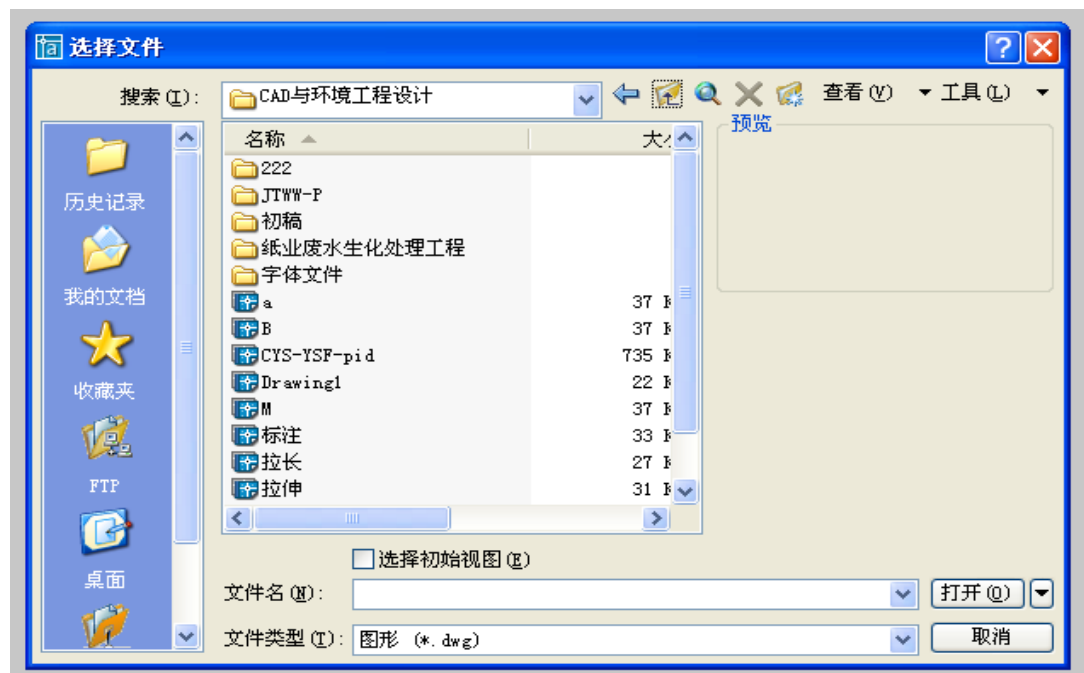 选择文件
搜索(I): CAD与环境工程设计 查看(V) 工具(L)
历史记录
我的文档
收藏夹
FTP
桌面
名称
222
JTWW-P
初稿
纸业废水生化处理工程
字体文件
a 37 K
B 37 K
CYS-YSF-pid 735 K
Drawing1 22 K
M 37 K
标注 33 K
拉长 27 K
拉伸 31 K
预览
选择初始视图(E)
文件名(N): 打开(O)
文件类型(T): 图形 (*.dwg) 取消